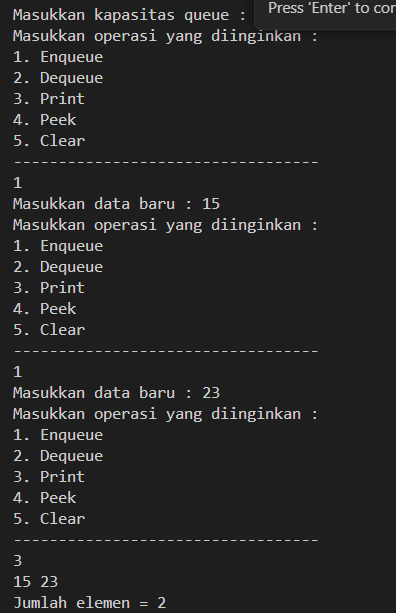 Masukkan kapasitas queue :
Press 'Enter' to
Masukkan operasi yang diinginkan :
1. Enqueue
2. Dequeue
3. Print
4. Peek
5. Clear
----------------------------------
1
Masukkan data baru : 15
Masukkan operasi yang diinginkan :
1. Enqueue
2. Dequeue
3. Print
4. Peek
5. Clear
----------------------------------
1
Masukkan data baru : 23
Masukkan operasi yang diinginkan :
1. Enqueue
2. Dequeue
3. Print
4. Peek
5. Clear
----------------------------------
3
15 23
Jumlah elemen = 2